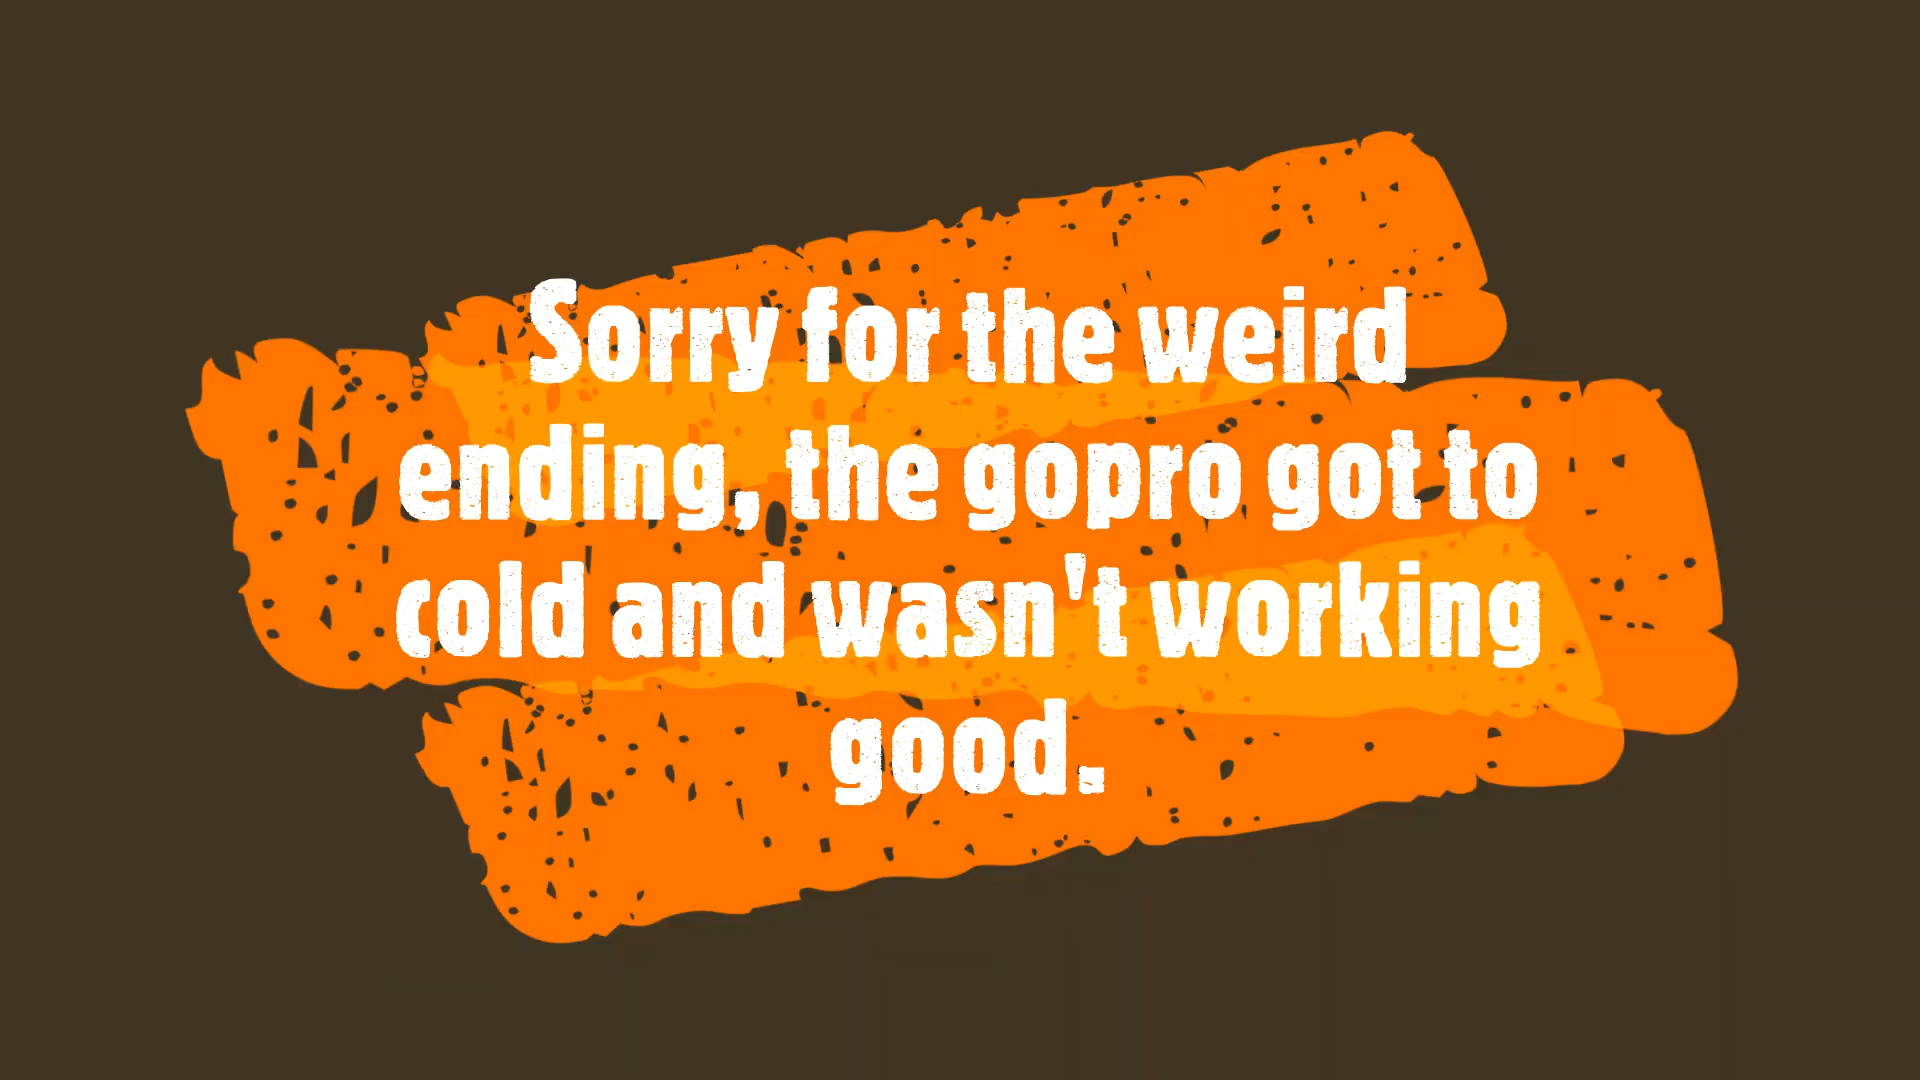 Sorry for the weird
ending, the gopro got to
cold and wasn't working
good.